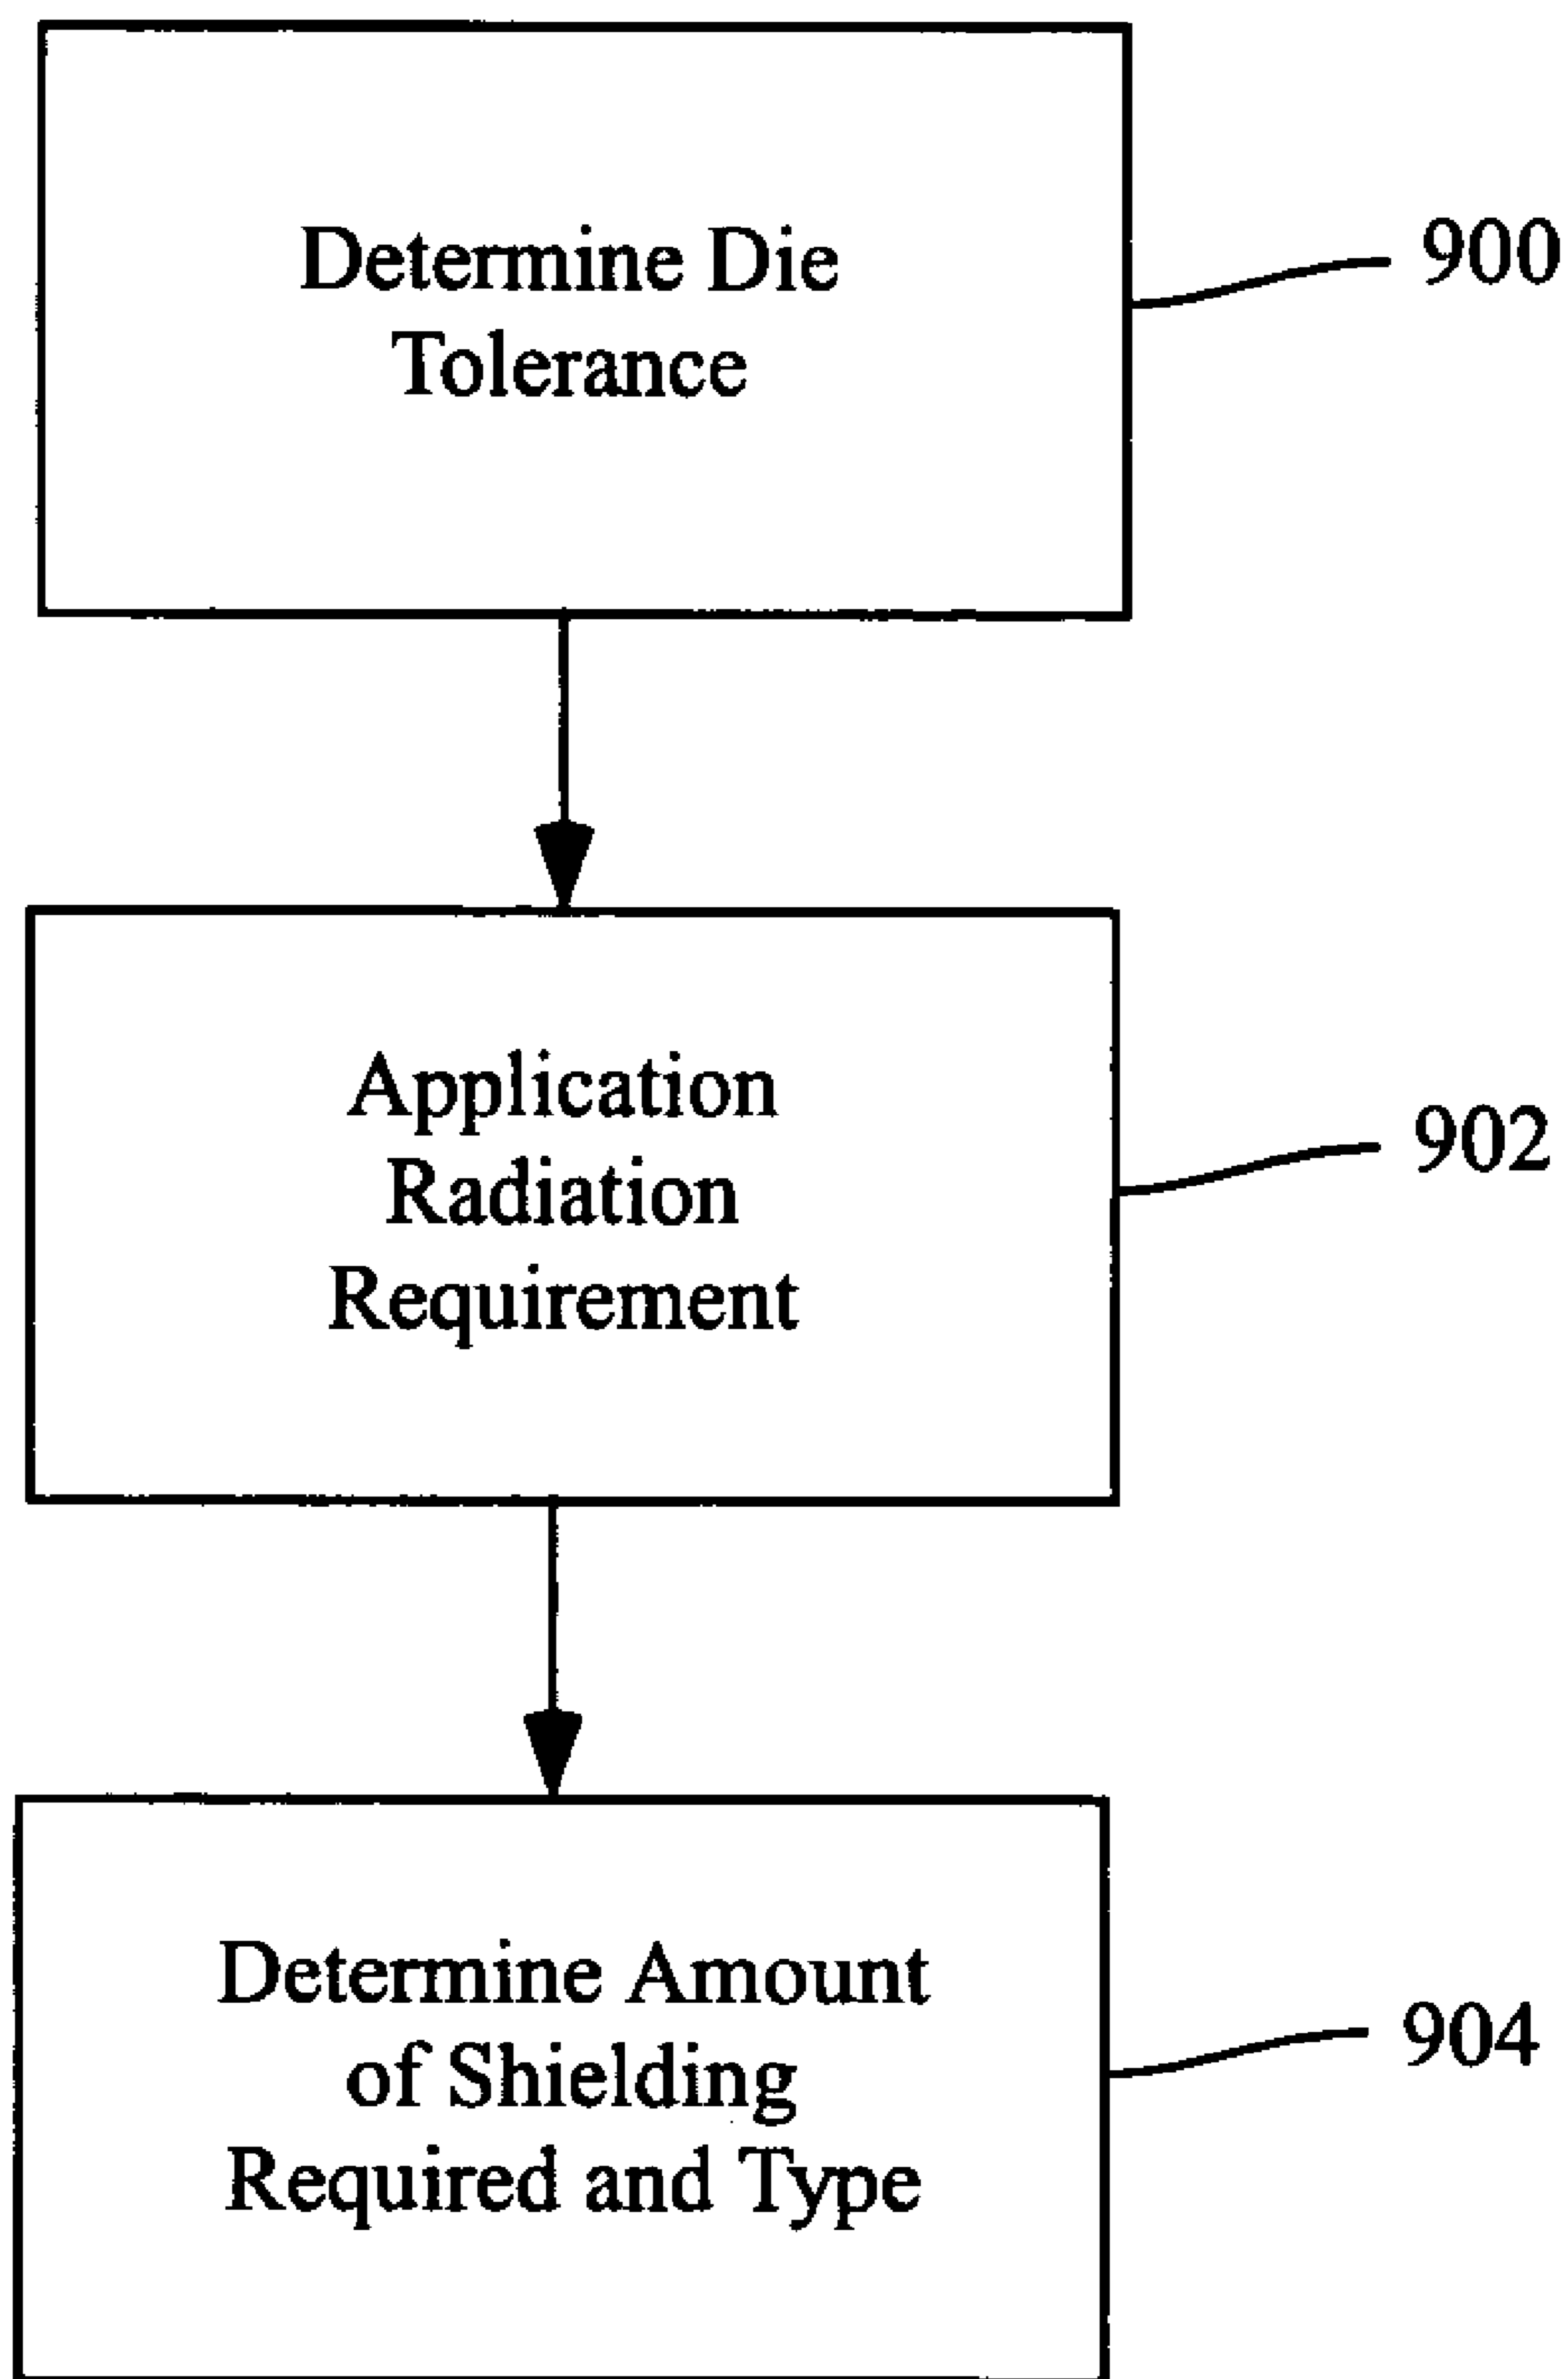 Determine Die
Tolerance
900
Application
Radiation
Requirement
902
Determine Amount
of Shielding
Required and Type
904